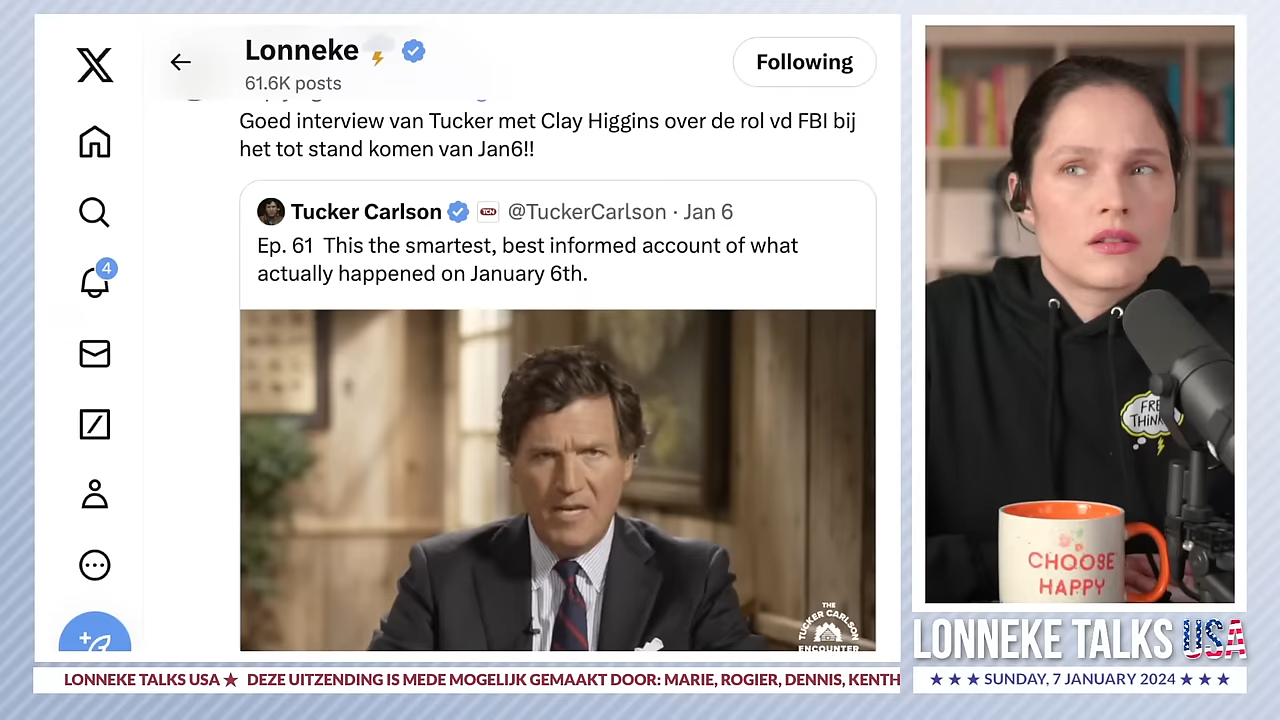 Lonneke
61.6K posts
Following
Goed interview van Tucker met Clay Higgins over de rol vd FBI bij
het tot stand komen van Jan6!!
Tucker Carlson TCN @TuckerCarlson · Jan 6
Ep. 61 This the smartest, best informed account of what
actually happened on January 6th.
4
THE
TUCKER CARLSON
ENCOUNTER
CHOOSE
HAPPY
LONNEKE TALKS USA
LONNEKE TALKS USA ★ DEZE UITZENDING IS MEDE MOGELIJK GEMAAKT DOOR: MARIE, ROGIER, DENNIS, KENTH
★ ★ ★ SUNDAY, 7 JANUARY 2024 ★ ★ ★